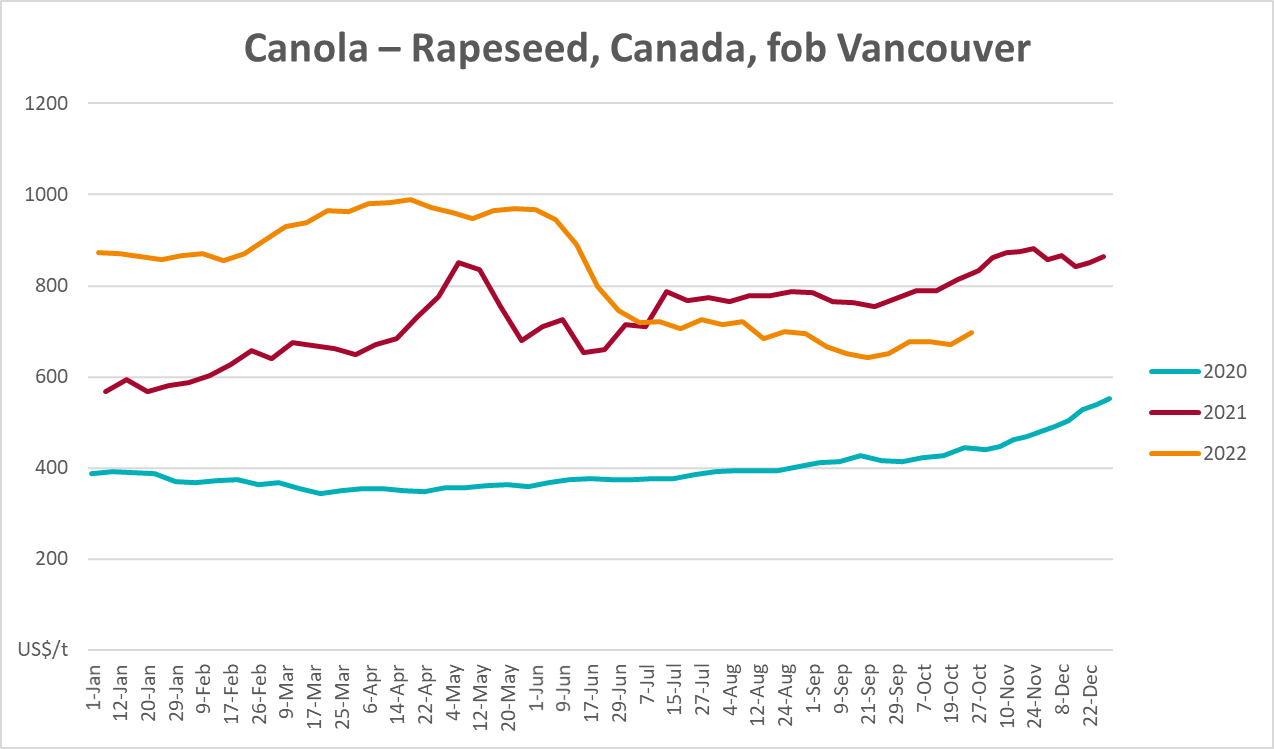 Canola – Rapeseed, Canada, fob Vancouver
1200
1000
800
600
400
200
US$/t
1-Jan
12-Jan
20-Jan
29-Jan
9-Feb
17-Feb
26-Feb
9-Mar
17-Mar
25-Mar
6-Apr
14-Apr
22-Apr
4-May
12-May
20-May
1-Jun
9-Jun
17-Jun
29-Jun
7-Jul
15-Jul
27-Jul
4-Aug
12-Aug
24-Aug
1-Sep
9-Sep
21-Sep
29-Sep
7-Oct
19-Oct
27-Oct
10-Nov
24-Nov
8-Dec
22-Dec
2020
2021
2022